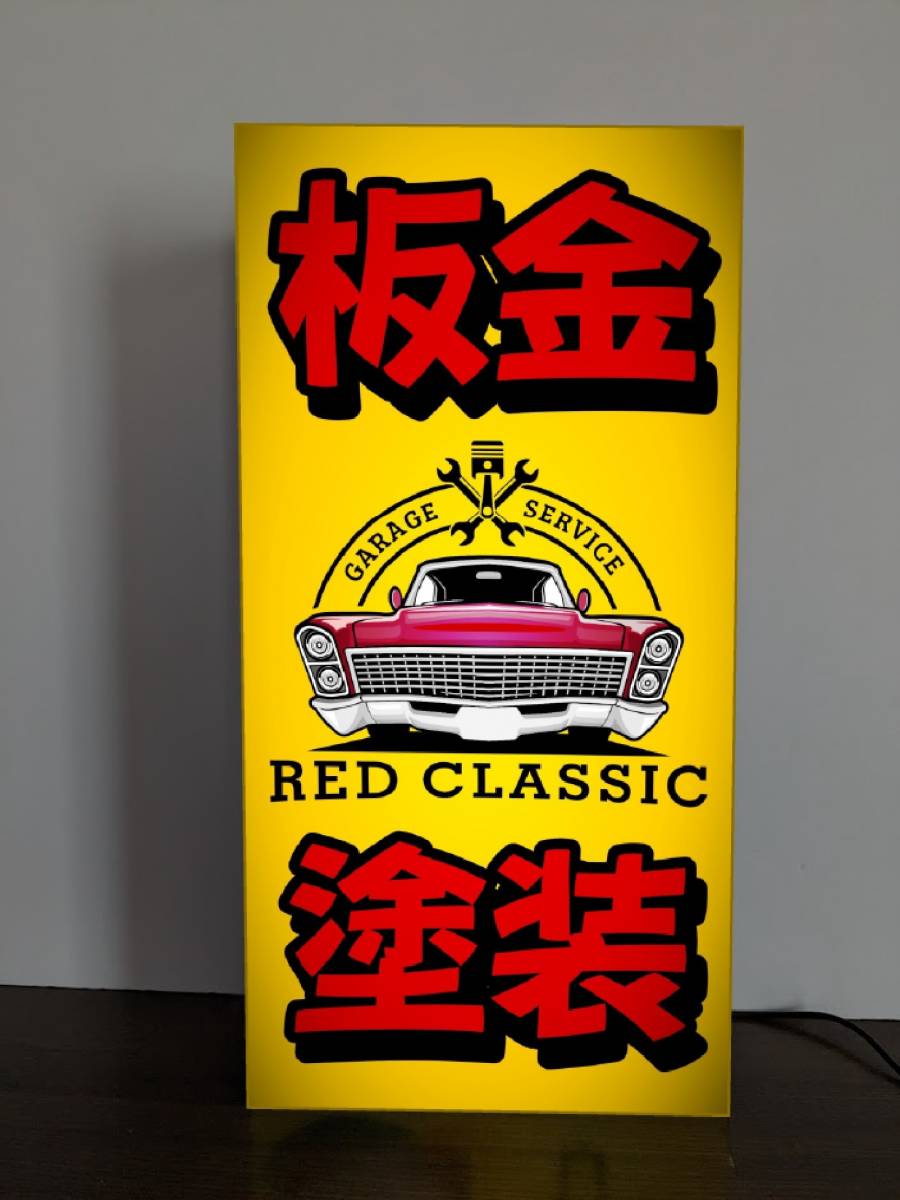 板金
GARAGE SERVICE
RED CLASSIC
塗装